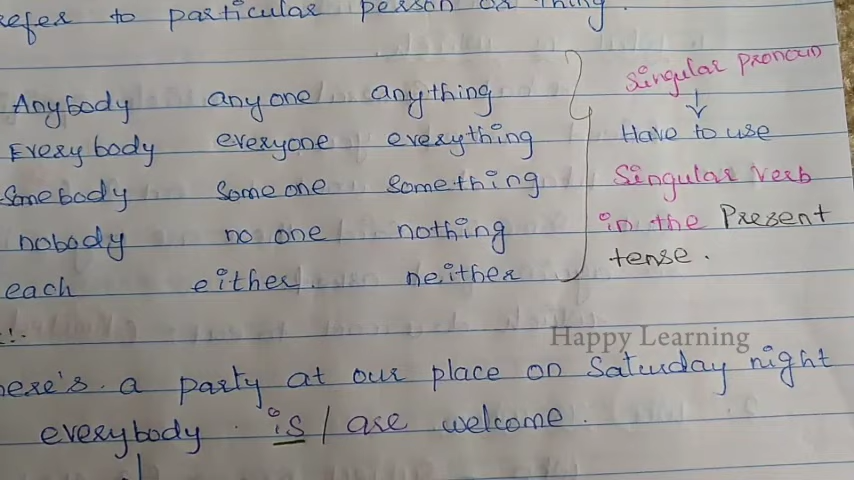 refer to particular person or thing.
Singular pronoun
Anybody anyone anything
↓
Everybody everyone everything
Have to use
Somebody Someone Something
Singular verb
nobody no one nothing
in the Present
each either neither
tense.
Happy Learning
here's a party at our place on Saturday night
everybody is / are welcome.